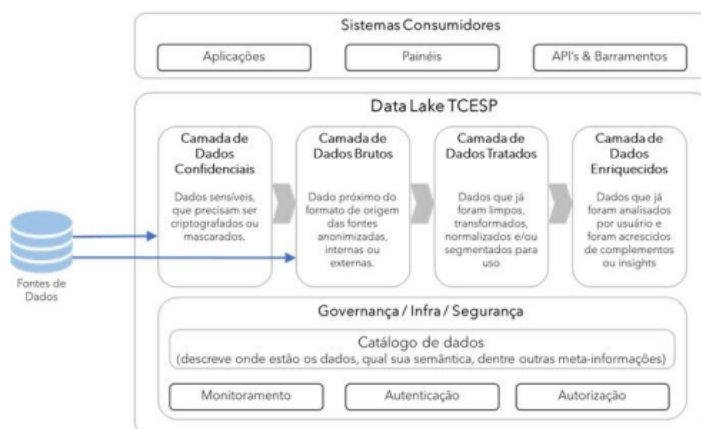 Sistemas Consumidores
Aplicações
Painéis
API's & Barramentos
Data Lake TCESP
Camada de
Dados
Confidenciais
Dados sensíveis,
que precisam ser
criptografados ou
mascarados.
Camada de
Dados Brutos
Dado próximo do
formato de origem
das fontes
anonimizadas,
internas ou
externas.
Camada de
Dados Tratados
Dados que já
foram limpos,
transformados,
normalizados e/ou
segmentados para
uso
Camada de
Dados
Enriquecidos
Dados que já
foram analisados
por usuário e
foram acrescidos
de complementos
ou insights
Fontes de
Dados
Governança / Infra / Segurança
Catálogo de dados
(descreve onde estão os dados, qual sua semântica, dentre outras meta-informações)
Monitoramento
Autenticação
Autorização